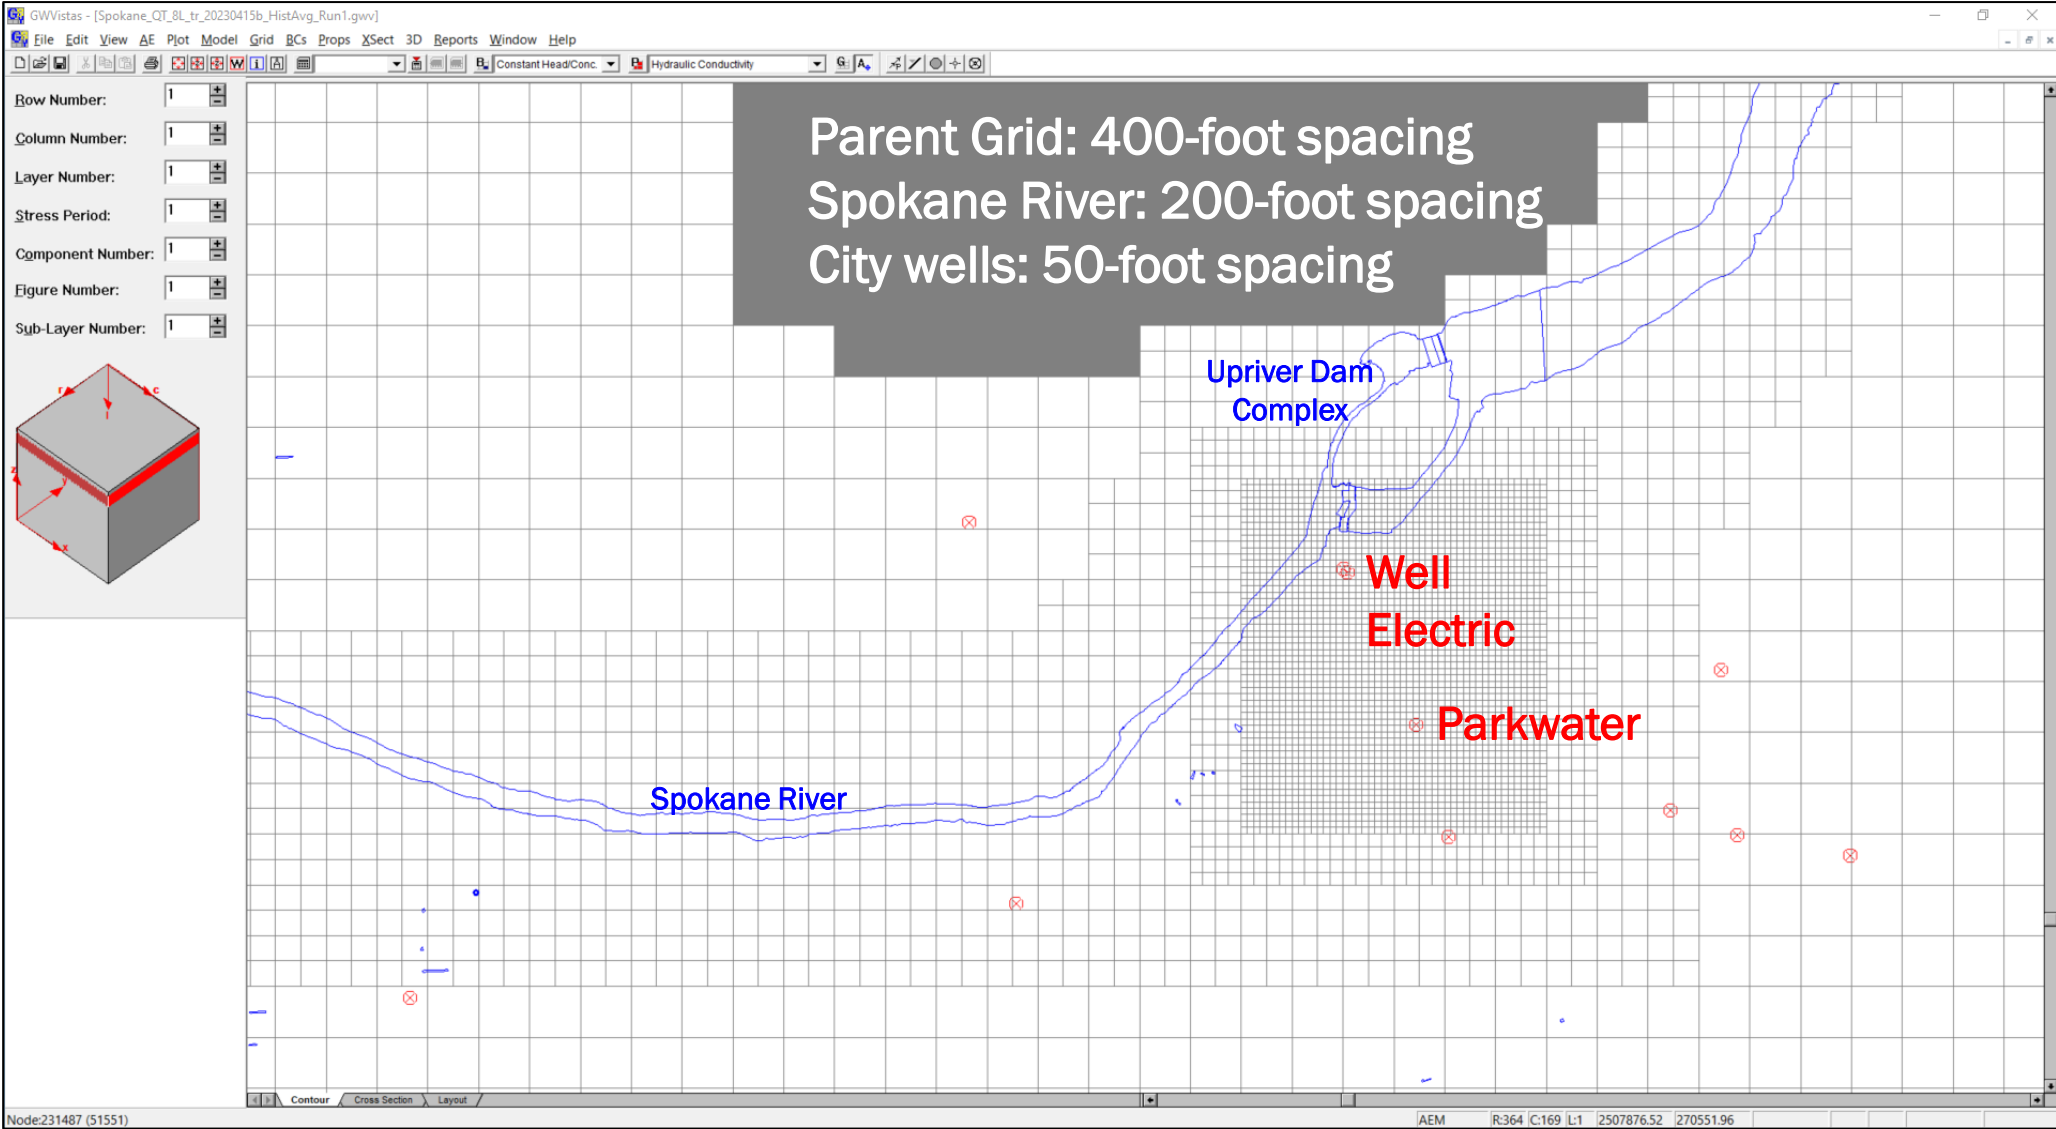 GWVistas - [Spokane_QT_8L_tr_20230415b_HistAvg_Run1.gwv]
File Edit View AE Plot Model Grid BCs Props XSect 3D Reports Window Help
Constant Head/Conc. Hydraulic Conductivity
Row Number: 1
Column Number: 1
Layer Number: 1
Stress Period: 1
Component Number: 1
Figure Number: 1
Sub-Layer Number: 1
r c
l
z y
x
Parent Grid: 400-foot spacing
Spokane River: 200-foot spacing
City wells: 50-foot spacing
Upriver Dam
Complex
Well
Electric
Parkwater
Spokane River
Contour Cross Section Layout
Node:231487 (51551) AEM R:364 C:169 L:1 2507876.52 270551.96